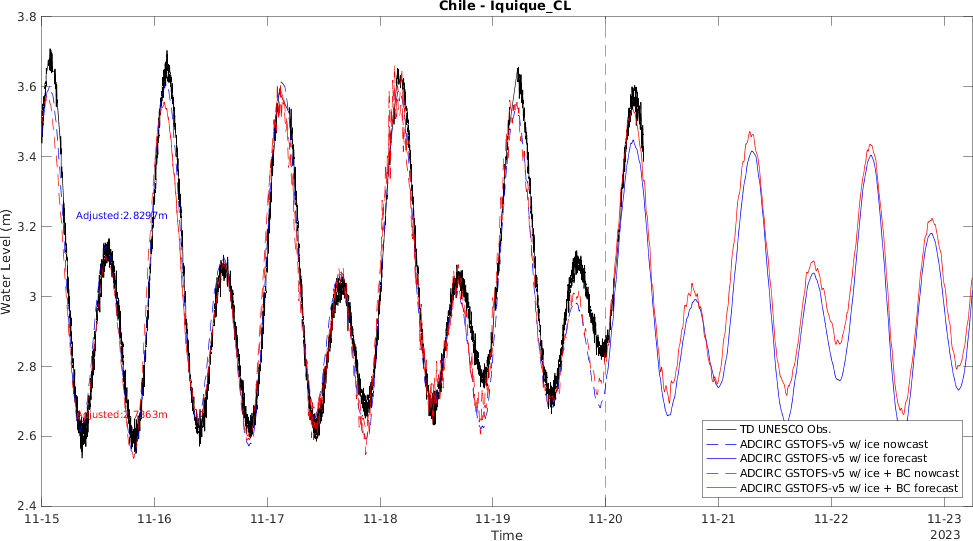 Chile - Iquique_CL
3.8
3.6
3.4
3.2
3
2.8
2.6
2.4
Water Level (m)
Adjusted:2.8297m
Adjusted:2.7363m
TD UNESCO Obs.
ADCIRC GSTOFS-v5 w/ ice nowcast
ADCIRC GSTOFS-v5 w/ ice forecast
ADCIRC GSTOFS-v5 w/ ice + BC nowcast
ADCIRC GSTOFS-v5 w/ ice + BC forecast
11-15 11-16 11-17 11-18 11-19 11-20 11-21 11-22 11-23
Time
2023